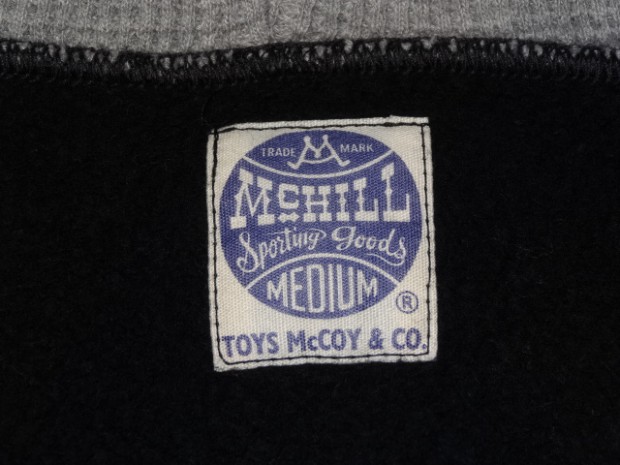 TRADE M MARK
McHILL
Sporting Goods
MEDIUM
®
TOYS McCOY & CO.